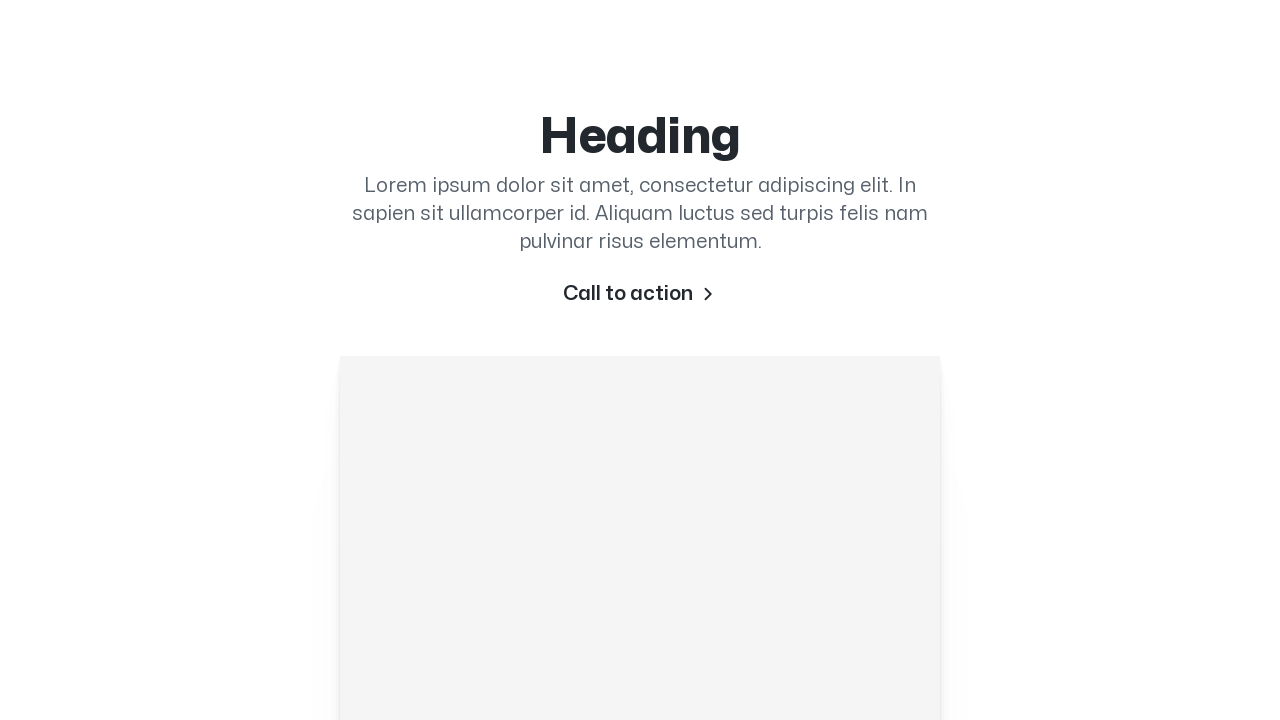 Heading
Lorem ipsum dolor sit amet, consectetur adipiscing elit. In
sapien sit ullamcorper id. Aliquam luctus sed turpis felis nam
pulvinar risus elementum.
Call to action